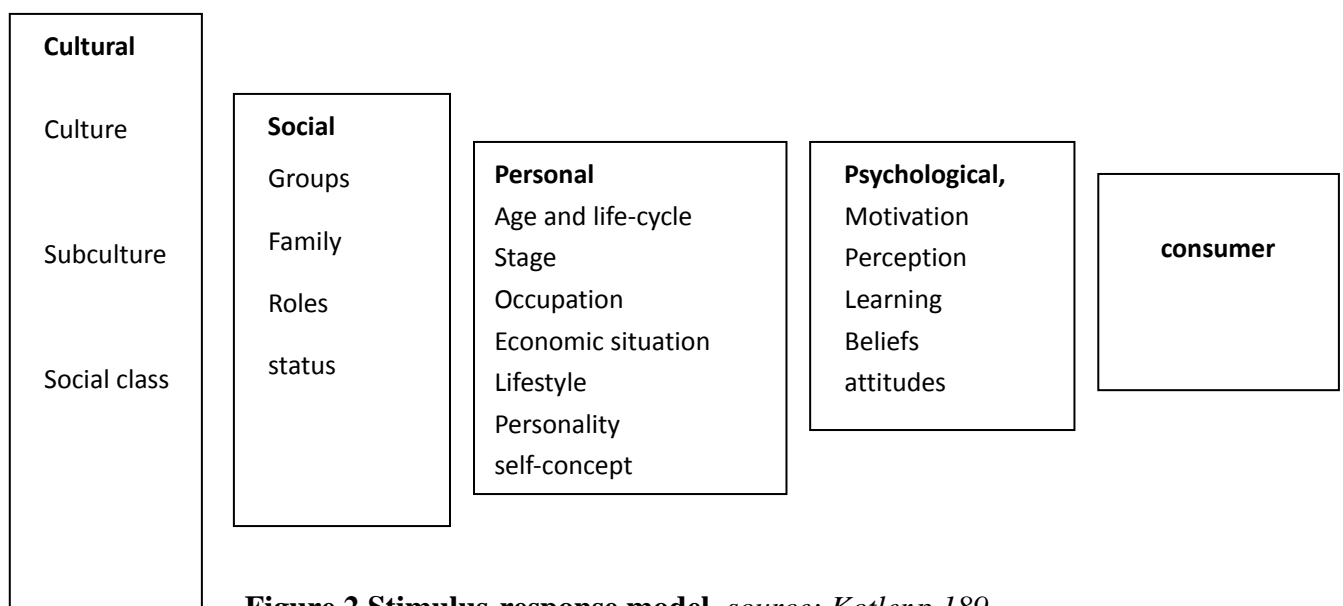 Cultural
Culture
Subculture
Social class
Social
Groups
Family
Roles
status
Personal
Age and life-cycle
Stage
Occupation
Economic situation
Lifestyle
Personality
self-concept
Psychological,
Motivation
Perception
Learning
Beliefs
attitudes
consumer
Figure 2 Stimulus-response model, source: Kotlerp.189